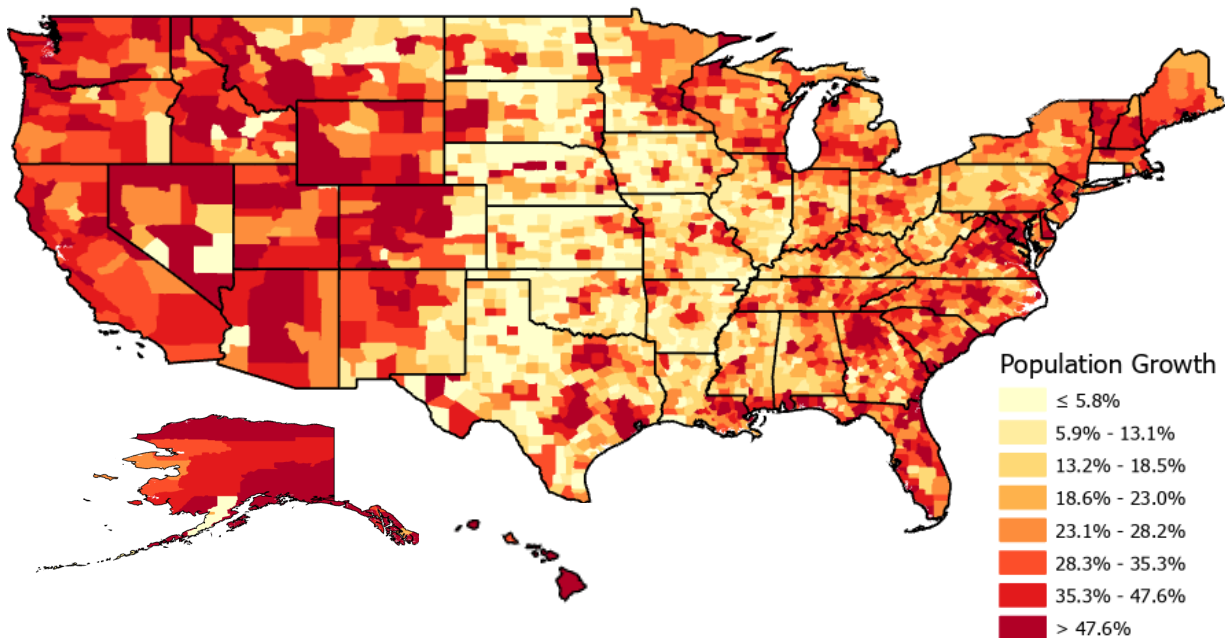 Population Growth
≤ 5.8%
5.9% - 13.1%
13.2% - 18.5%
18.6% - 23.0%
23.1% - 28.2%
28.3% - 35.3%
35.3% - 47.6%
> 47.6%